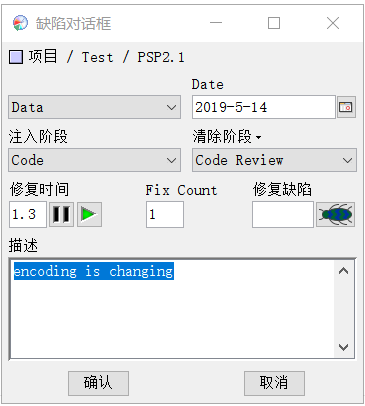 缺陷对话框
项目 / Test / PSP2.1
Date
Data 2019-5-14
注入阶段 清除阶段
Code Code Review
修复时间 Fix Count 修复缺陷
1.3 1
描述
encoding is changing
确认 取消